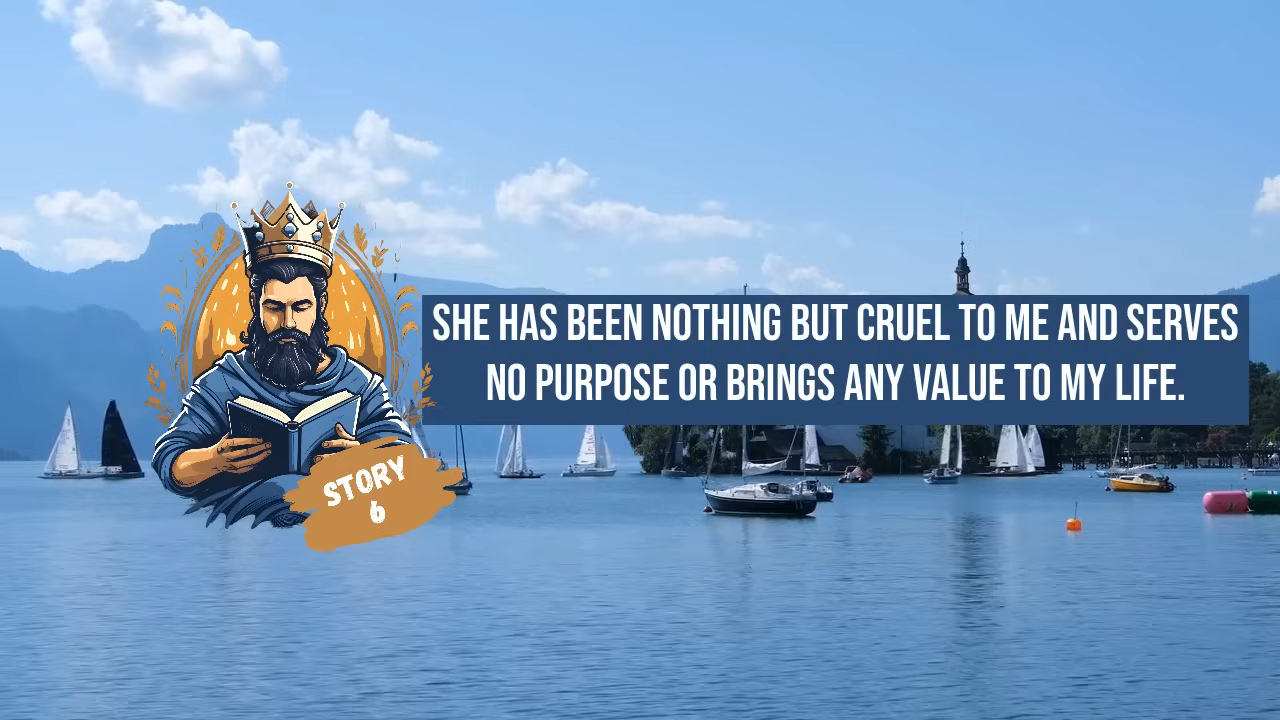 SHE HAS BEEN NOTHING BUT CRUEL TO ME AND SERVES
NO PURPOSE OR BRINGS ANY VALUE TO MY LIFE.
STORY
6